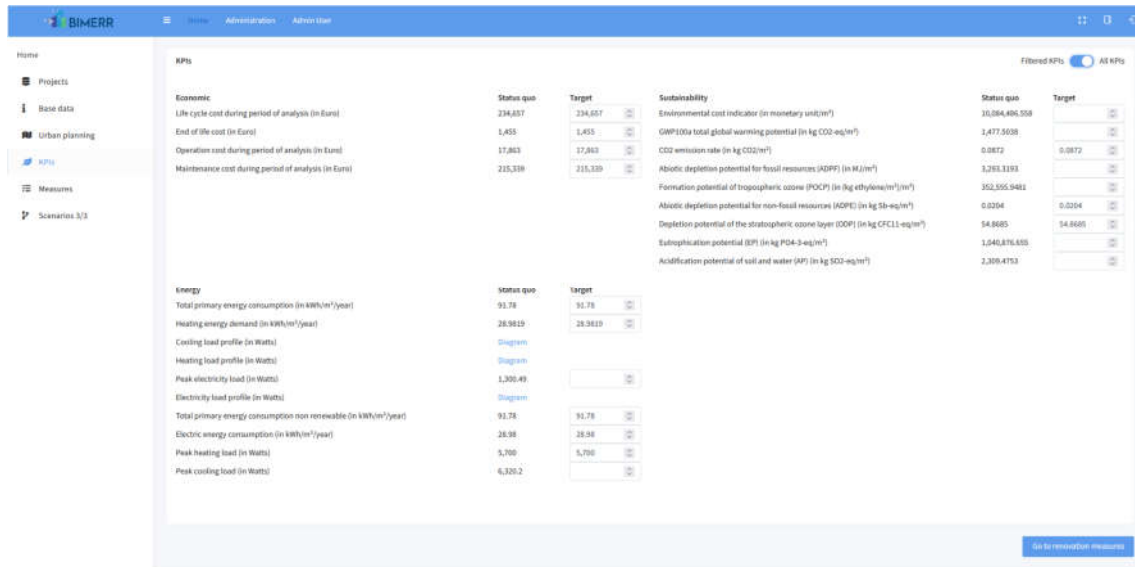 BIMERR
Home Administration Admin User
Home
Projects
Base data
Urban planning
KPIs
Measures
Scenarios 3/3
KPIs
Filtered KPIs All KPIs
Economic Status quo Target
Life cycle cost during period of analysis (in Euro) 234,657 234,657
End of life cost (in Euro) 1,455 1,455
Operation cost during period of analysis (in Euro) 17,863 17,863
Maintenance cost during period of analysis (in Euro) 215,339 215,339
Sustainability Status quo Target
Environmental cost indicator (in monetary unit/m²) 10,084,406.558
GWP100a total global warming potential (in kg CO2-eq/m²) 1,477.5038
CO2 emission rate (in kg CO2/m²) 0.0872 0.0872
Abiotic depletion potential for fossil resources (ADPF) (in MJ/m²) 3,293.3193
Formation potential of tropospheric ozone (POCP) (in (kg ethylene/m²)/m²) 352,555.9481
Abiotic depletion potential for non-fossil resources (ADPE) (in kg Sb-eq/m²) 0.0204 0.0204
Depletion potential of the stratospheric ozone layer (ODP) (in kg CFC11-eq/m²) 54.8685 54.8685
Eutrophication potential (EP) (in kg PO4-3-eq/m²) 1,040,876.655
Acidification potential of soil and water (AP) (in kg SO2-eq/m²) 2,309.4753
Energy Status quo Target
Total primary energy consumption (in kWh/m²/year) 91.78 91.78
Heating energy demand (in kWh/m²/year) 28.9819 28.9819
Cooling load profile (in Watts) Diagram
Heating load profile (in Watts) Diagram
Peak electricity load (in Watts) 1,300.49
Electricity load profile (in Watts) Diagram
Total primary energy consumption non renewable (in kWh/m²/year) 91.78 91.78
Electric energy consumption (in kWh/m²/year) 28.98 28.98
Peak heating load (in Watts) 5,700 5,700
Peak cooling load (in Watts) 6,320.2
Go to renovation measures